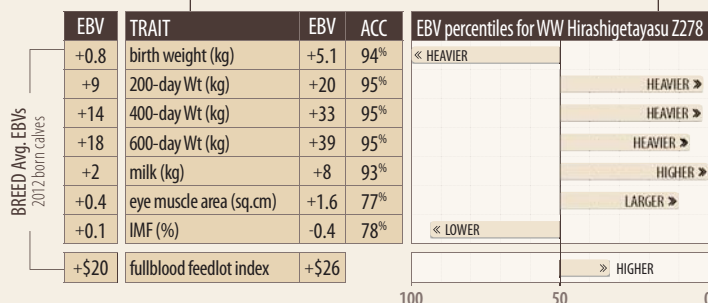 EBV TRAIT EBV ACC EBV percentiles for WW Hirashigetayasu Z278
BREED Avg. EBVs
2012 born calves
+0.8 birth weight (kg) +5.1 94% « HEAVIER
+9 200-day Wt (kg) +20 95% HEAVIER »
+14 400-day Wt (kg) +33 95% HEAVIER »
+18 600-day Wt (kg) +39 95% HEAVIER »
+2 milk (kg) +8 93% HIGHER »
+0.4 eye muscle area (sq.cm) +1.6 77% LARGER »
+0.1 IMF (%) -0.4 78% « LOWER
+$20 fullblood feedlot index +$26 » HIGHER
100 50 0